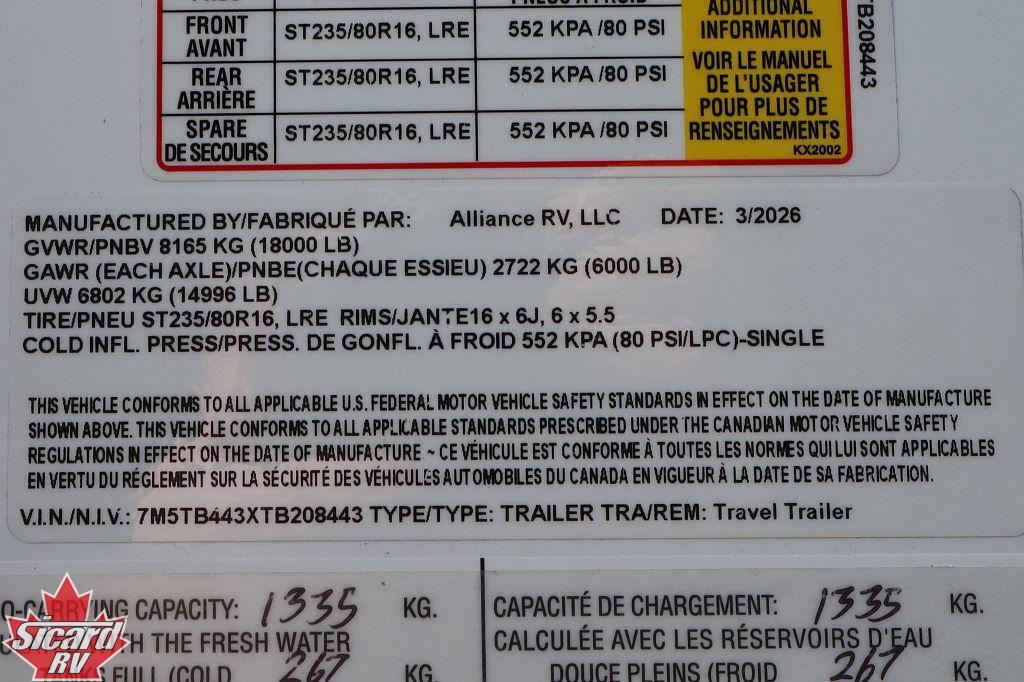 ADDITIONAL
FRONT ST235/80R16, LRE 552 KPA /80 PSI INFORMATION
AVANT
REAR ST235/80R16, LRE 552 KPA /80 PSI VOIR LE MANUEL
ARRIÈRE DE L'USAGER
POUR PLUS DE
SPARE ST235/80R16, LRE 552 KPA /80 PSI RENSEIGNEMENTS
DE SECOURS KX2002
TB208443
MANUFACTURED BY/FABRIQUÉ PAR: Alliance RV, LLC DATE: 3/2026
GVWR/PNBV 8165 KG (18000 LB)
GAWR (EACH AXLE)/PNBE(CHAQUE ESSIEU) 2722 KG (6000 LB)
UVW 6802 KG (14996 LB)
TIRE/PNEU ST235/80R16, LRE RIMS/JANTE16 x 6J, 6 x 5.5
COLD INFL. PRESS/PRESS. DE GONFL. À FROID 552 KPA (80 PSI/LPC)-SINGLE
THIS VEHICLE CONFORMS TO ALL APPLICABLE U.S. FEDERAL MOTOR VEHICLE SAFETY STANDARDS IN EFFECT ON THE DATE OF MANUFACTURE
SHOWN ABOVE. THIS VEHICLE CONFORMS TO ALL APPLICABLE STANDARDS PRESCRIBED UNDER THE CANADIAN MOTOR VEHICLE SAFETY
REGULATIONS IN EFFECT ON THE DATE OF MANUFACTURE ~ CE VÉHICULE EST CONFORME À TOUTES LES NORMES QUI LUI SONT APPLICABLES
EN VERTU DU RÉGLEMENT SUR LA SÉCURITÉ DES VÉHICULES AUTOMOBILES DU CANADA EN VIGUEUR À LA DATE DE SA FABRICATION.
V.I.N./N.I.V.: 7M5TB443XTB208443 TYPE/TYPE: TRAILER TRA/REM: Travel Trailer
CAPACITY: 1335 KG.
THE FRESH WATER
FULL (COLD 267 KG.
CAPACITÉ DE CHARGEMENT: 1335 KG.
CALCULÉE AVEC LES RÉSERVOIRS D'EAU
DOUCE PLEINS (FROID 267 KG.
Sicard
RV